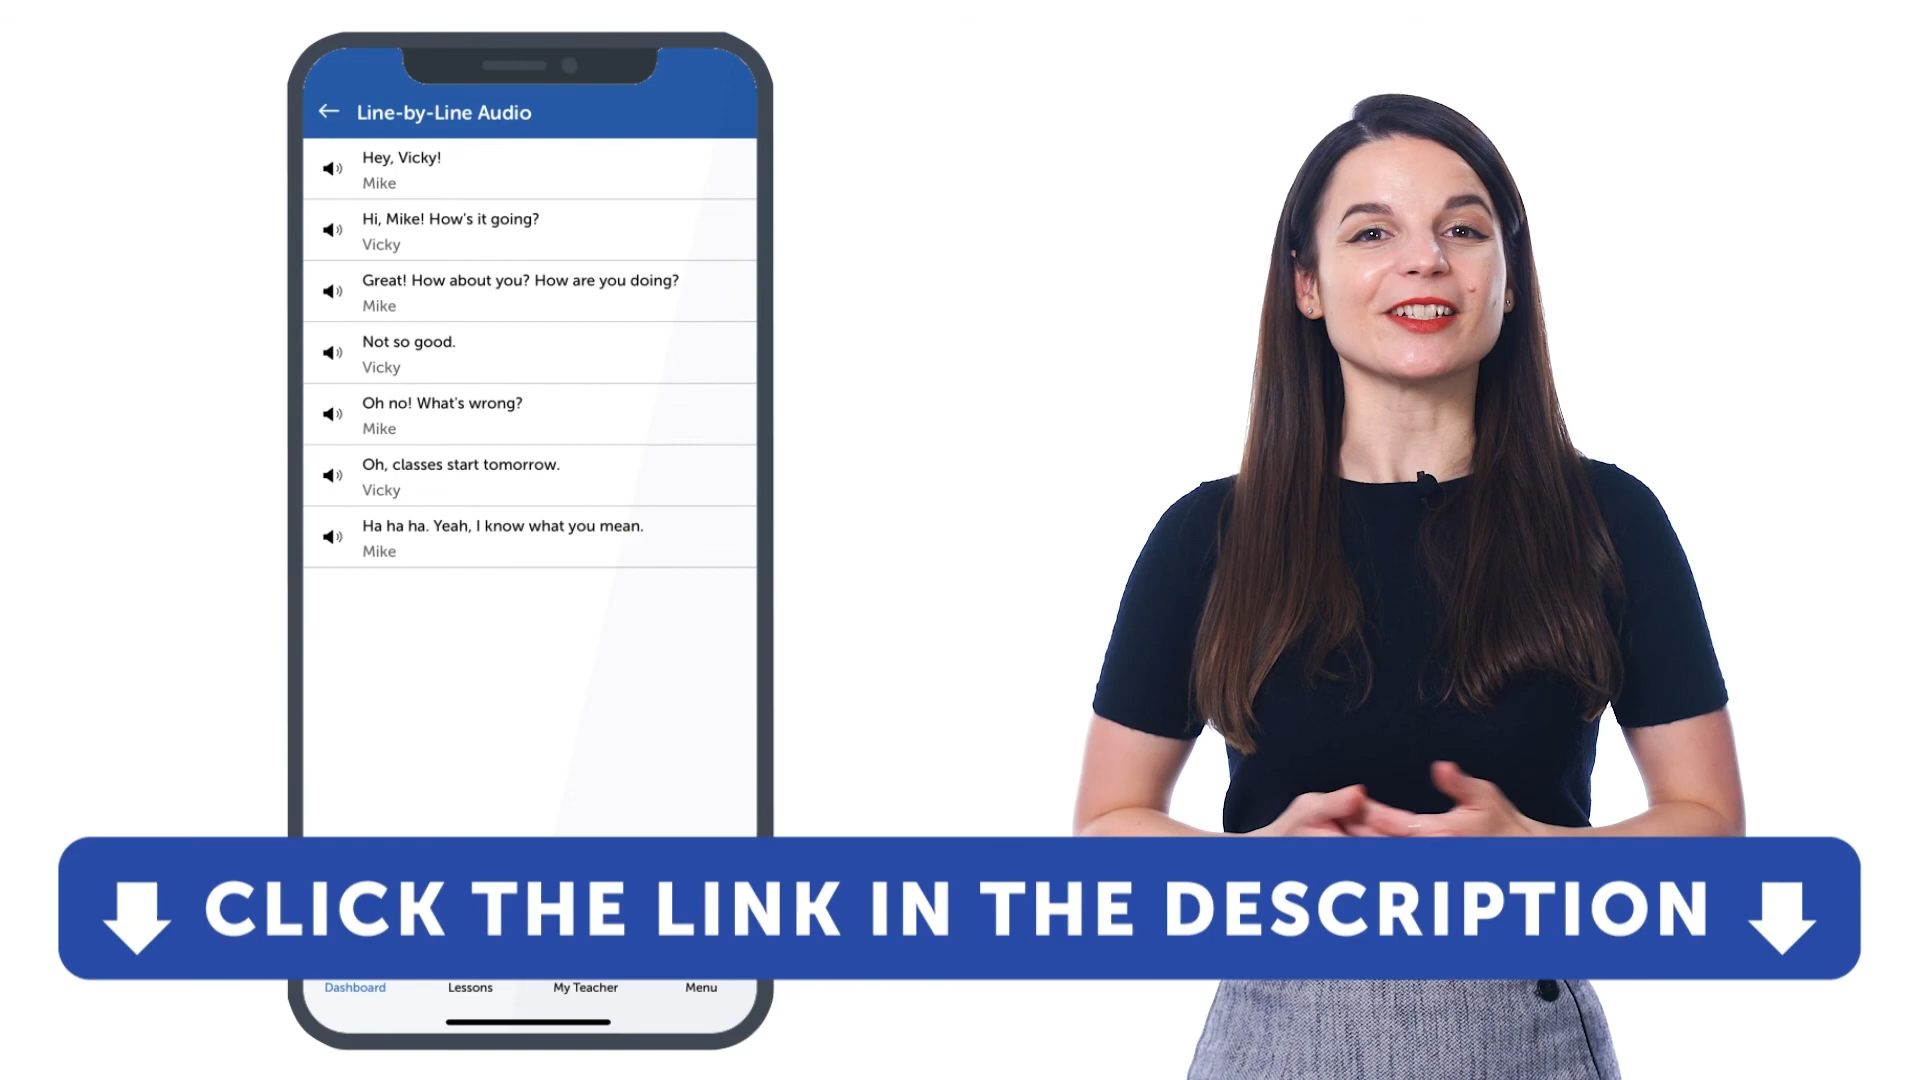 Line-by-Line Audio
Hey, Vicky!
Mike
Hi, Mike! How's it going?
Vicky
Great! How about you? How are you doing?
Mike
Not so good.
Vicky
Oh no! What's wrong?
Mike
Oh, classes start tomorrow.
Vicky
Ha ha ha. Yeah, I know what you mean.
Mike
CLICK THE LINK IN THE DESCRIPTION
Dashboard
Lessons
My Teacher
Menu